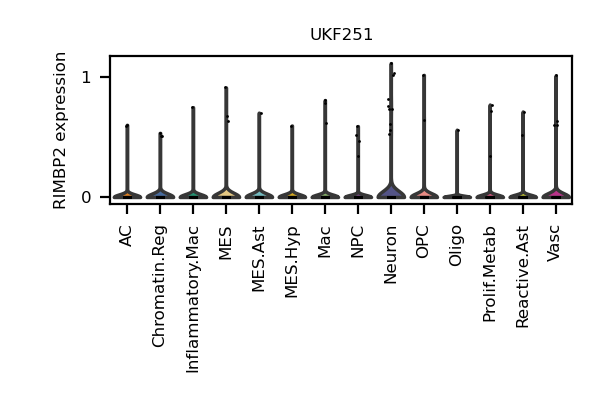 UKF251
RIMBP2 expression
1
0
AC
Chromatin.Reg
Inflammatory.Mac
MES
MES.Ast
MES.Hyp
Mac
NPC
Neuron
OPC
Oligo
Prolif.Metab
Reactive.Ast
Vasc